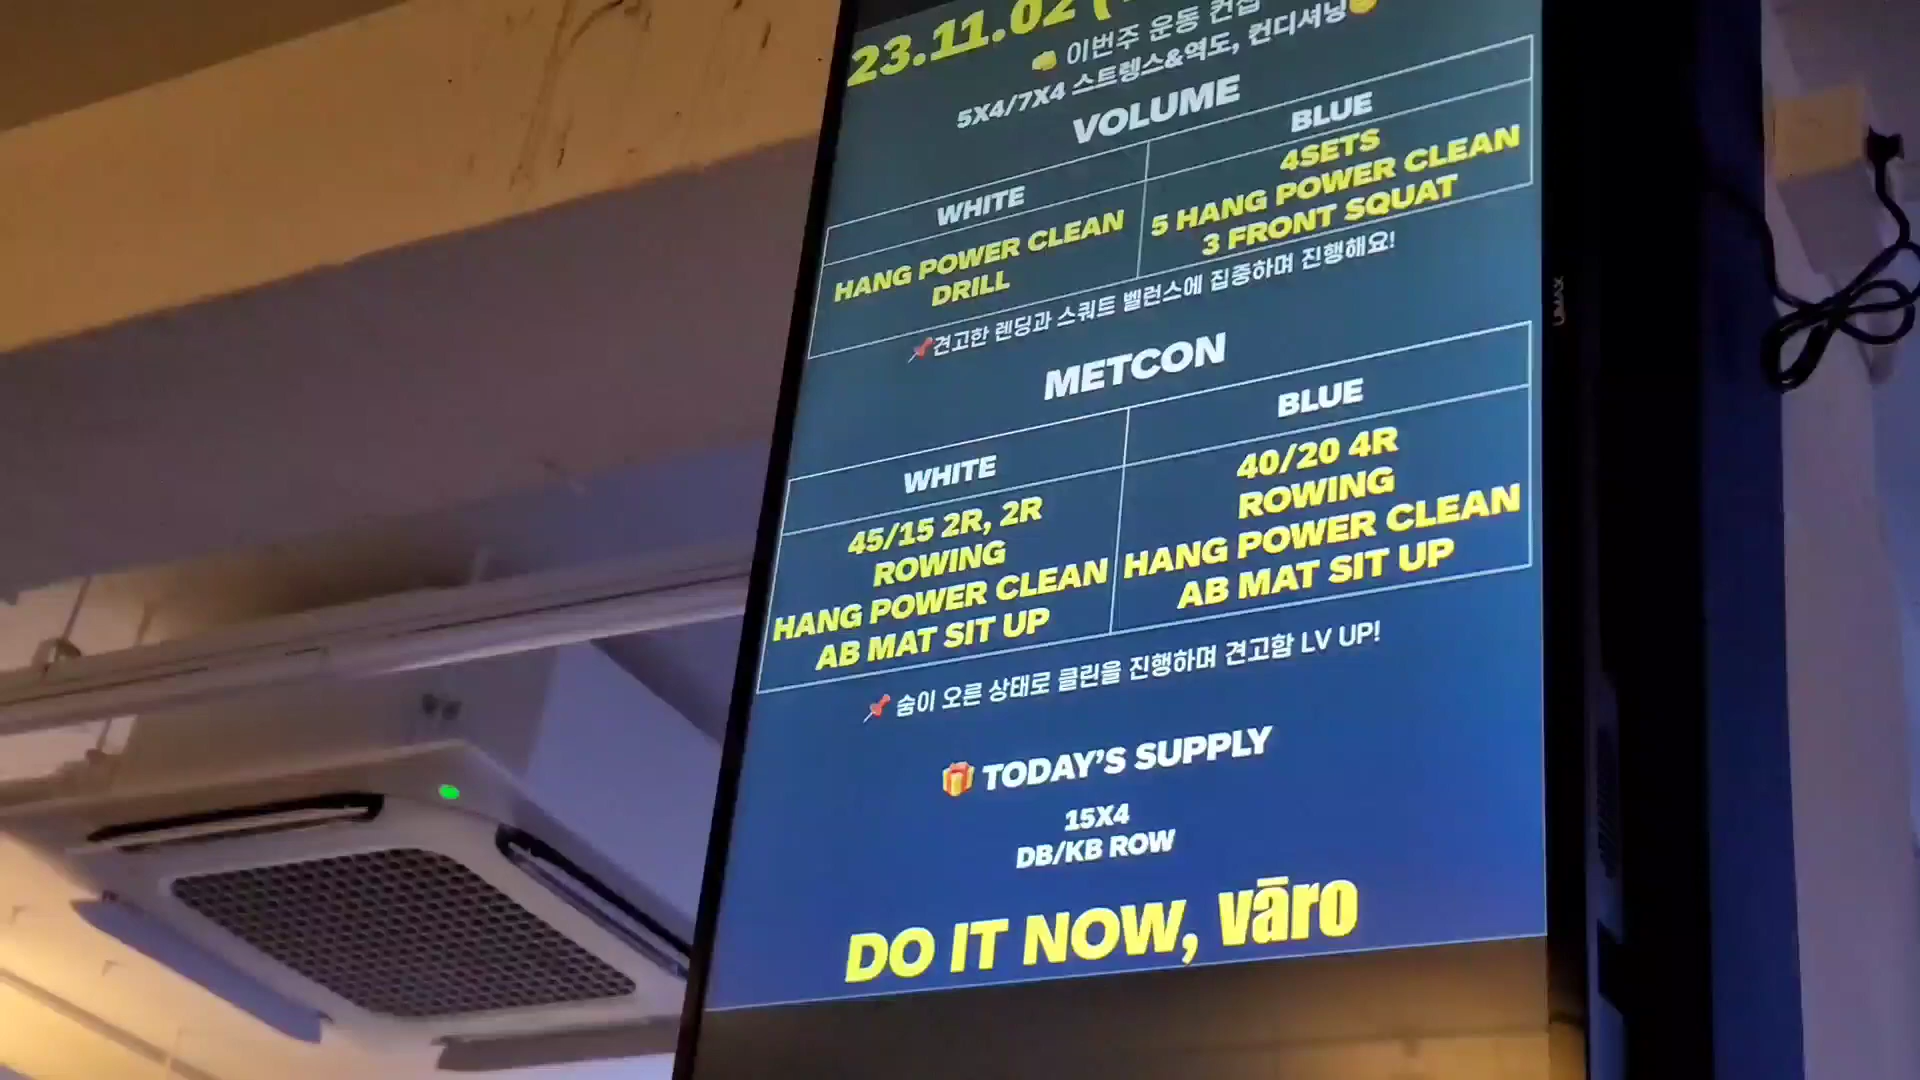 23.11.02
이번주 운동 컨셉
5X4/7X4 스트렝스&역도, 컨디셔닝
VOLUME
WHITE
BLUE
HANG POWER CLEAN
DRILL
4SETS
5 HANG POWER CLEAN
3 FRONT SQUAT
견고한 렌딩과 스쿼트 벨런스에 집중하며 진행해요!
METCON
WHITE
BLUE
45/15 2R, 2R
ROWING
HANG POWER CLEAN
AB MAT SIT UP
40/20 4R
ROWING
HANG POWER CLEAN
AB MAT SIT UP
숨이 오른 상태로 클린을 진행하며 견고함 LV UP!
TODAY'S SUPPLY
15X4
DB/KB ROW
DO IT NOW, vāro
UMAX